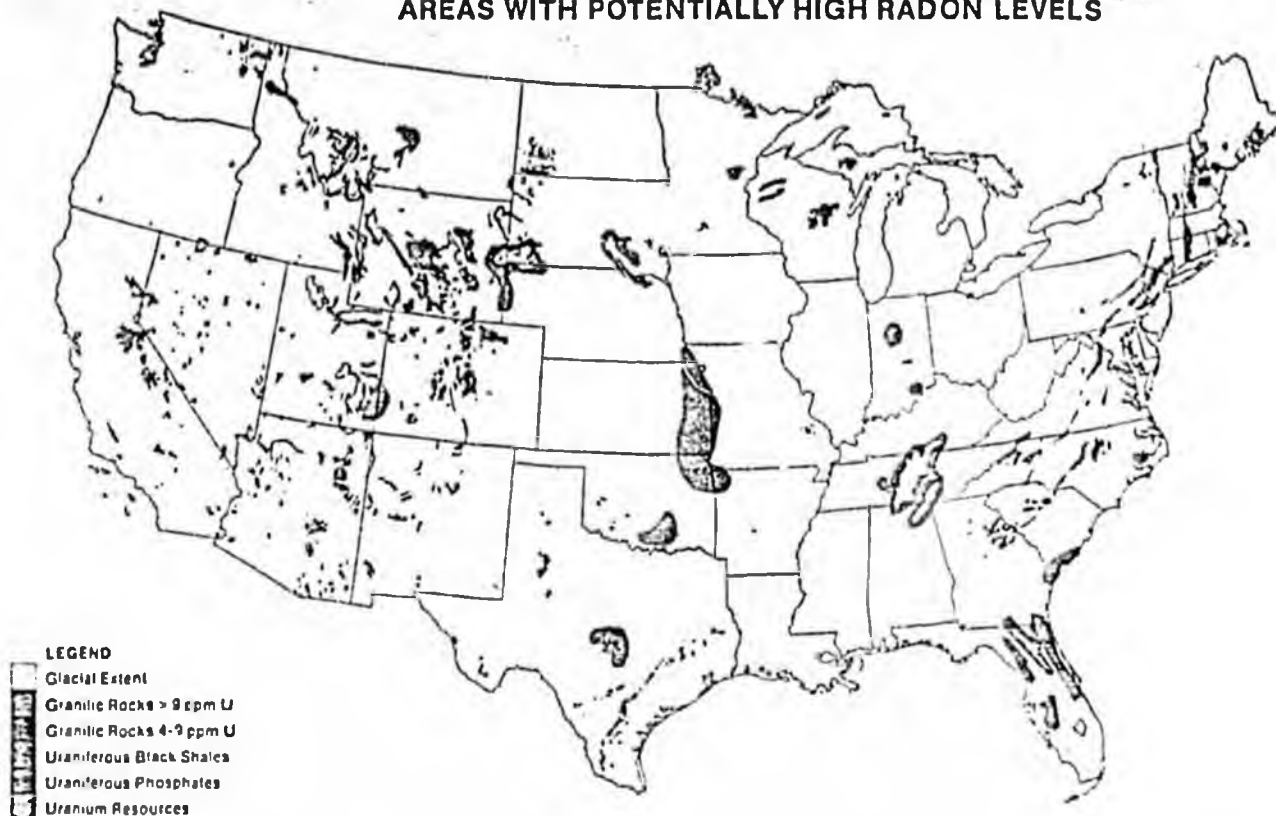 AREAS WITH POTENTIALLY HIGH RADON LEVELS
LEGEND
Glacial Extent
Granitic Rocks > 9 ppm U
Granitic Rocks 4-9 ppm U
Uraniferous Black Shales
Uraniferous Phosphates
Uranium Resources